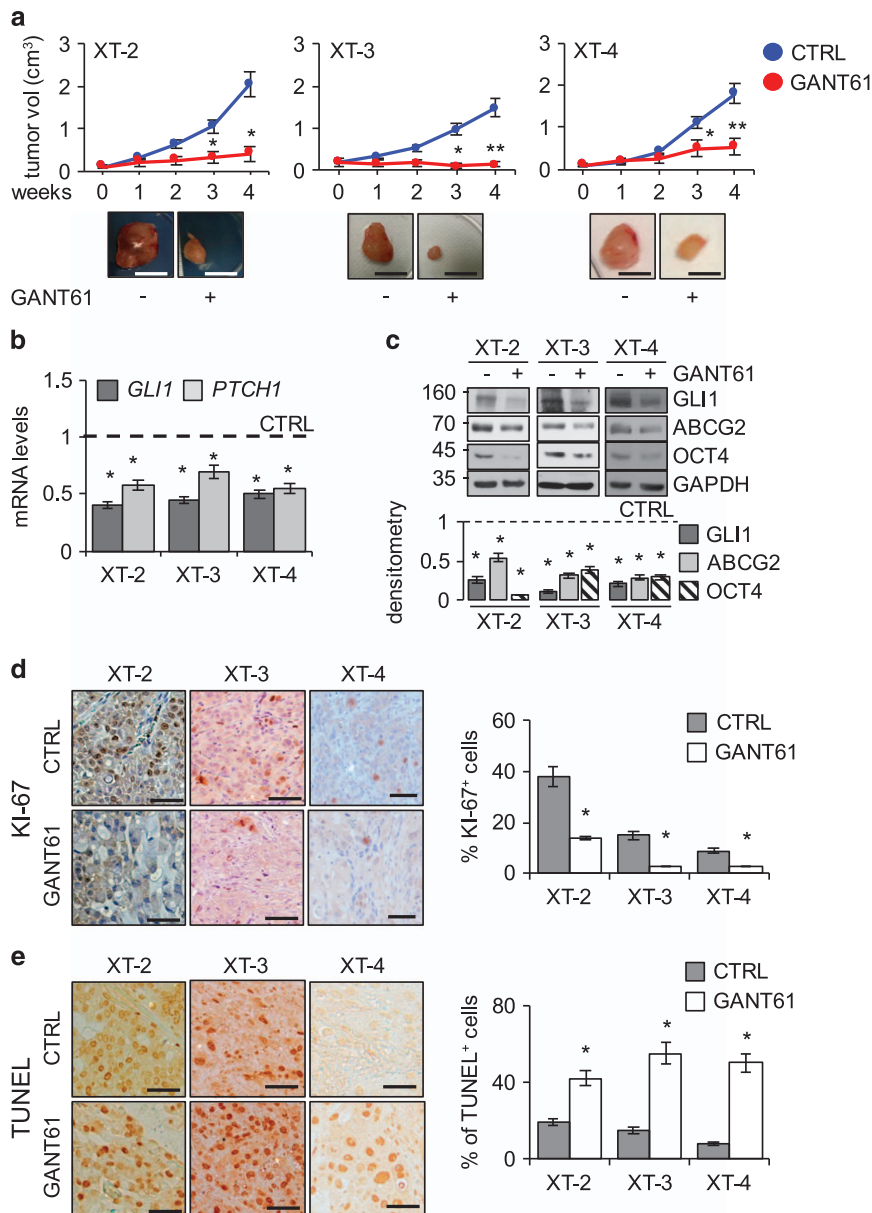 a
XT-2 XT-3 XT-4 CTRL
GANT61
tumor vol (cm³)
3 3 3
2 2 2
1 1 1
0 0 0
* * * ** * **
weeks 0 1 2 3 4 0 1 2 3 4 0 1 2 3 4
GANT61 - + - + - +
b
mRNA levels
1.5
1
0.5
0
GLI1 PTCH1
CTRL
* * * * * *
XT-2 XT-3 XT-4
c
XT-2 XT-3 XT-4
- + - + - + GANT61
160 GLI1
70 ABCG2
45 OCT4
35 GAPDH
CTRL
densitometry
1
0.5
0
* * * * * * * * *
GLI1
ABCG2
OCT4
XT-2 XT-3 XT-4
d
XT-2 XT-3 XT-4
KI-67
CTRL
GANT61
% KI-67⁺ cells
60
40
20
0
CTRL
GANT61
* * *
XT-2 XT-3 XT-4
e
XT-2 XT-3 XT-4
TUNEL
CTRL
GANT61
% of TUNEL⁺ cells
80
40
0
CTRL
GANT61
* * *
XT-2 XT-3 XT-4